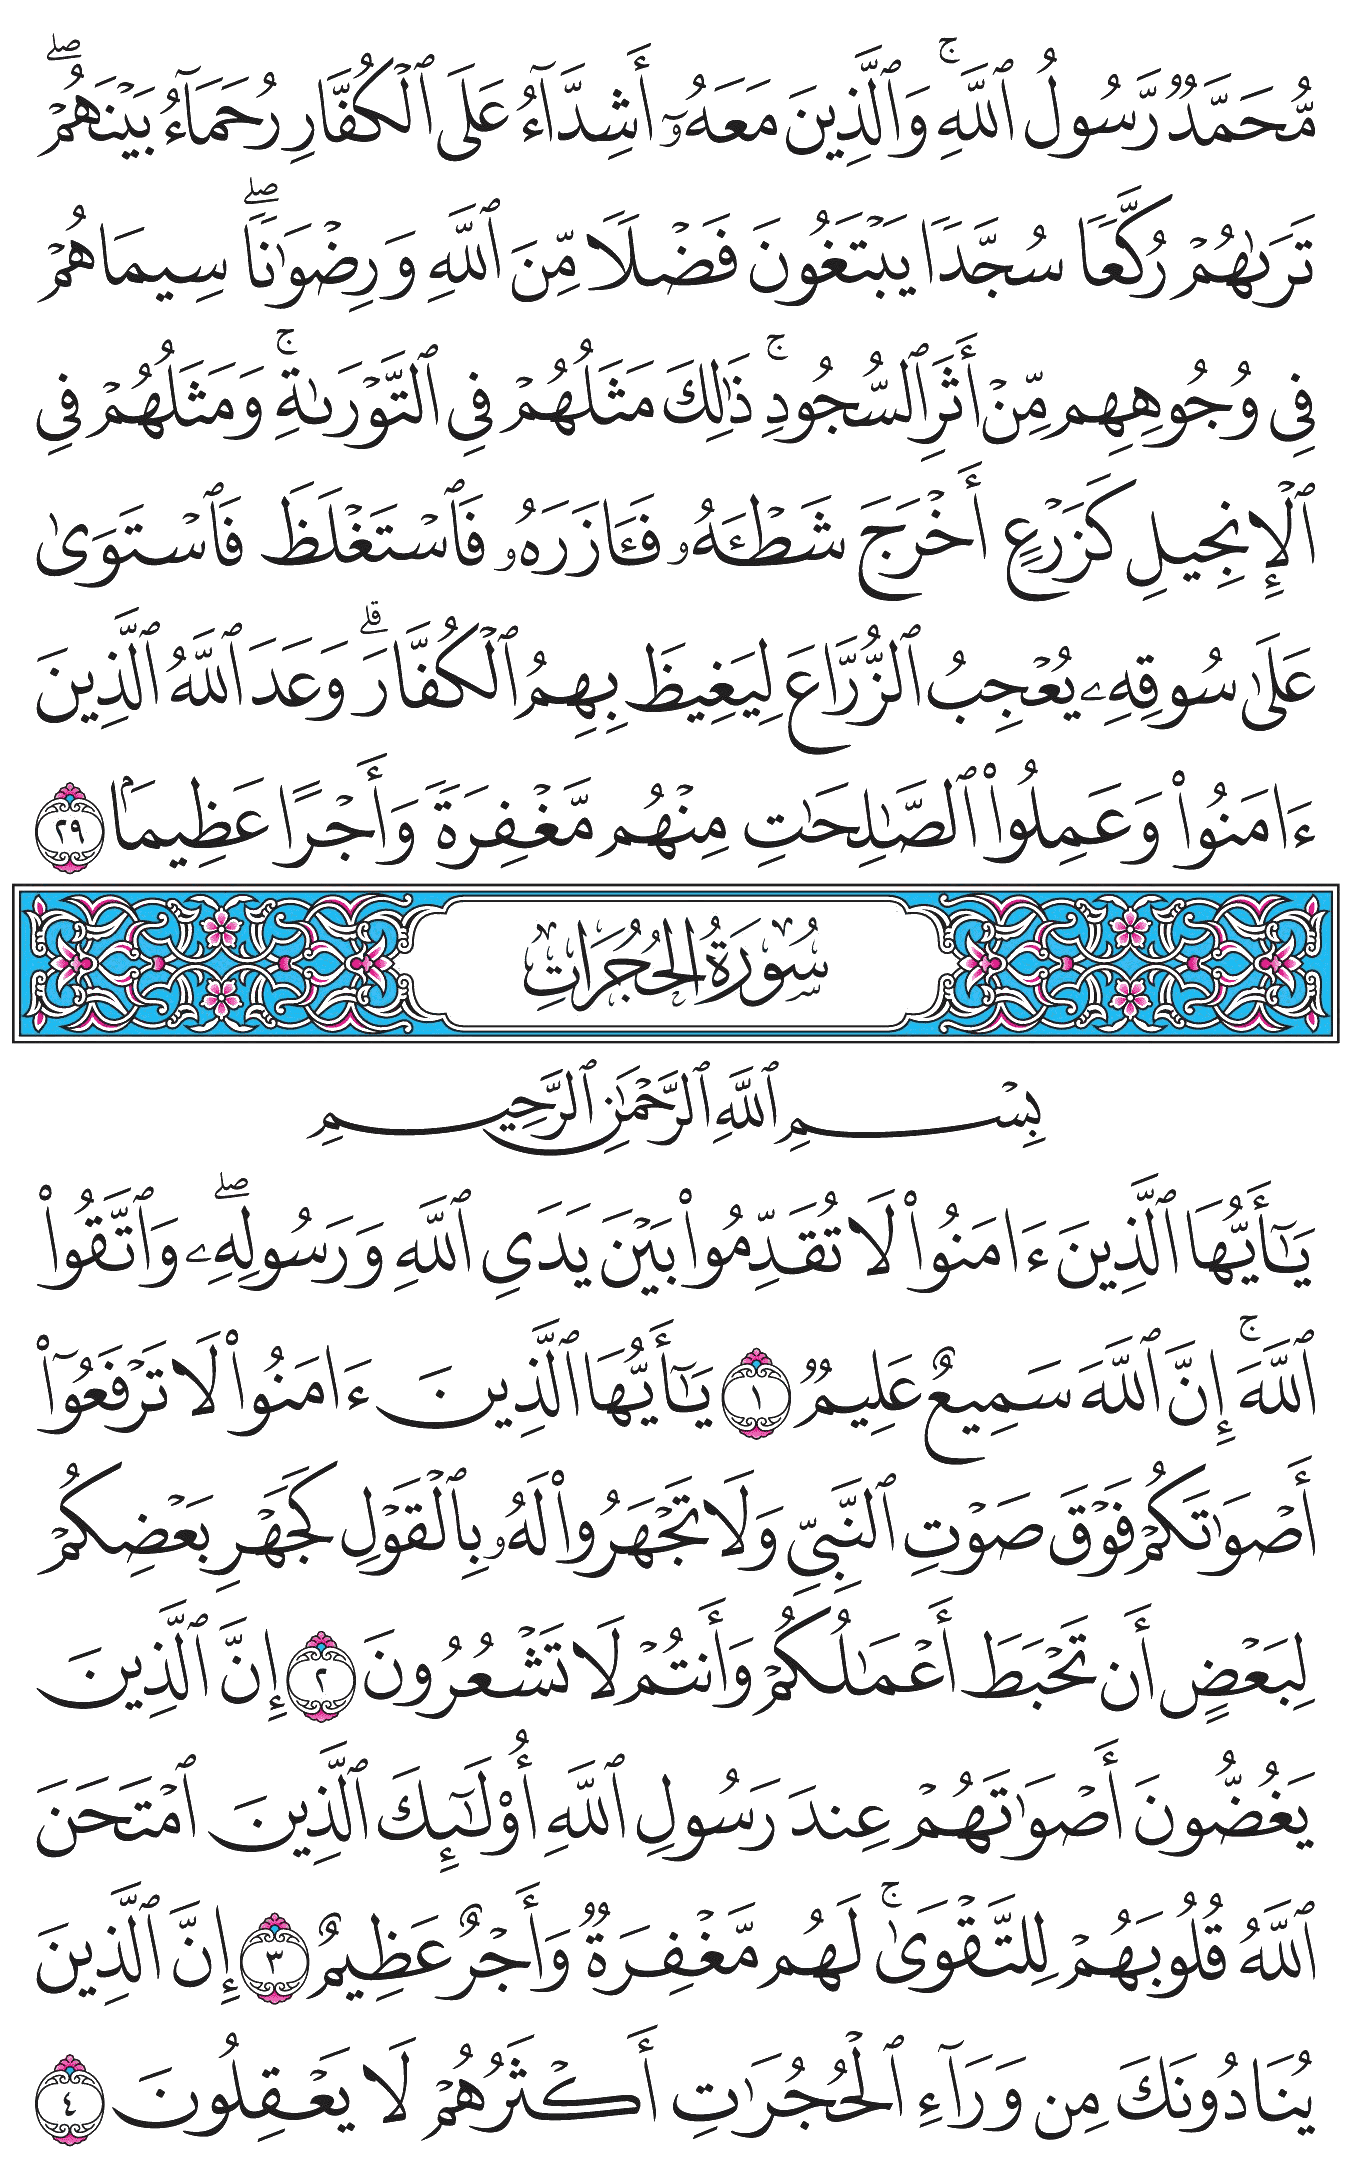 مُّحَمَّدٌ رَّسُولُ ٱللَّهِۚ وَٱلَّذِينَ مَعَهُۥٓ أَشِدَّآءُ عَلَى ٱلْكُفَّارِ رُحَمَآءُ بَيْنَهُمْۖ
تَرَىٰهُمْ رُكَّعًا سُجَّدًا يَبْتَغُونَ فَضْلًا مِّنَ ٱللَّهِ وَرِضْوَٰنًاۖ سِيمَاهُمْ
فِى وُجُوهِهِم مِّنْ أَثَرِ ٱلسُّجُودِۚ ذَٰلِكَ مَثَلُهُمْ فِى ٱلتَّوْرَىٰةِۚ وَمَثَلُهُمْ فِى
ٱلْإِنجِيلِ كَزَرْعٍ أَخْرَجَ شَطْـَٔهُۥ فَـَٔازَرَهُۥ فَٱسْتَغْلَظَ فَٱسْتَوَىٰ
عَلَىٰ سُوقِهِۦ يُعْجِبُ ٱلزُّرَّاعَ لِيَغِيظَ بِهِمُ ٱلْكُفَّارَۗ وَعَدَ ٱللَّهُ ٱلَّذِينَ
ءَامَنُوا۟ وَعَمِلُوا۟ ٱلصَّـٰلِحَـٰتِ مِنْهُم مَّغْفِرَةً وَأَجْرًا عَظِيمًۢا ٢٩
سُورَةُ الحُجُرَاتِ
بِسْمِ ٱللَّهِ ٱلرَّحْمَـٰنِ ٱلرَّحِيمِ
يَـٰٓأَيُّهَا ٱلَّذِينَ ءَامَنُوا۟ لَا تُقَدِّمُوا۟ بَيْنَ يَدَىِ ٱللَّهِ وَرَسُولِهِۦۖ وَٱتَّقُوا۟
ٱللَّهَۚ إِنَّ ٱللَّهَ سَمِيعٌ عَلِيمٌ ١ يَـٰٓأَيُّهَا ٱلَّذِينَ ءَامَنُوا۟ لَا تَرْفَعُوٓا۟
أَصْوَٰتَكُمْ فَوْقَ صَوْتِ ٱلنَّبِىِّ وَلَا تَجْهَرُوا۟ لَهُۥ بِٱلْقَوْلِ كَجَهْرِ بَعْضِكُمْ
لِبَعْضٍ أَن تَحْبَطَ أَعْمَـٰلُكُمْ وَأَنتُمْ لَا تَشْعُرُونَ ٢ إِنَّ ٱلَّذِينَ
يَغُضُّونَ أَصْوَٰتَهُمْ عِندَ رَسُولِ ٱللَّهِ أُو۟لَـٰٓئِكَ ٱلَّذِينَ ٱمْتَحَنَ
ٱللَّهُ قُلُوبَهُمْ لِلتَّقْوَىٰۚ لَهُم مَّغْفِرَةٌ وَأَجْرٌ عَظِيمٌ ٣ إِنَّ ٱلَّذِينَ
يُنَادُونَكَ مِن وَرَآءِ ٱلْحُجُرَٰتِ أَكْثَرُهُمْ لَا يَعْقِلُونَ ٤